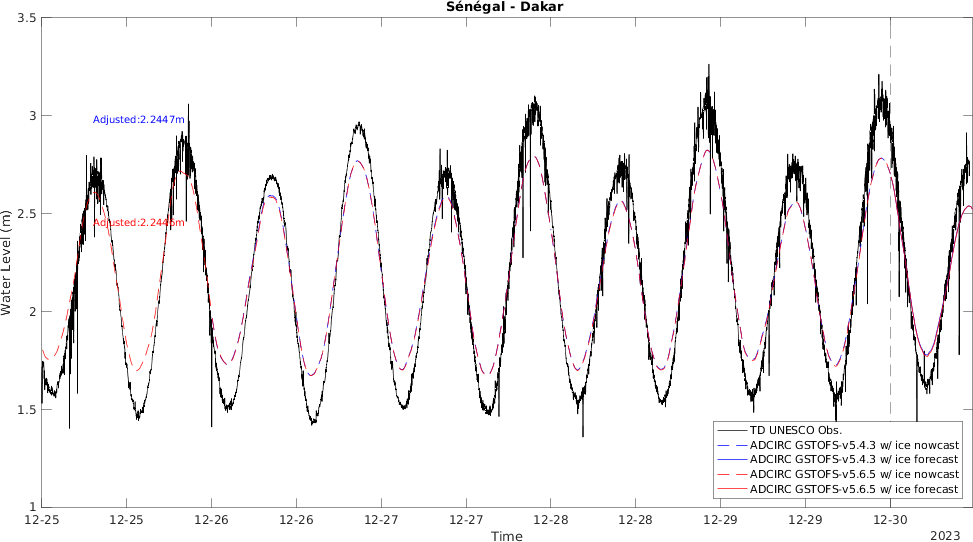 Sénégal - Dakar
3.5
3
2.5
2
1.5
1
Water Level (m)
Adjusted:2.2447m
Adjusted:2.2446m
TD UNESCO Obs.
ADCIRC GSTOFS-v5.4.3 w/ ice nowcast
ADCIRC GSTOFS-v5.4.3 w/ ice forecast
ADCIRC GSTOFS-v5.6.5 w/ ice nowcast
ADCIRC GSTOFS-v5.6.5 w/ ice forecast
12-25 12-25 12-26 12-26 12-27 12-27 12-28 12-28 12-29 12-29 12-30
Time
2023